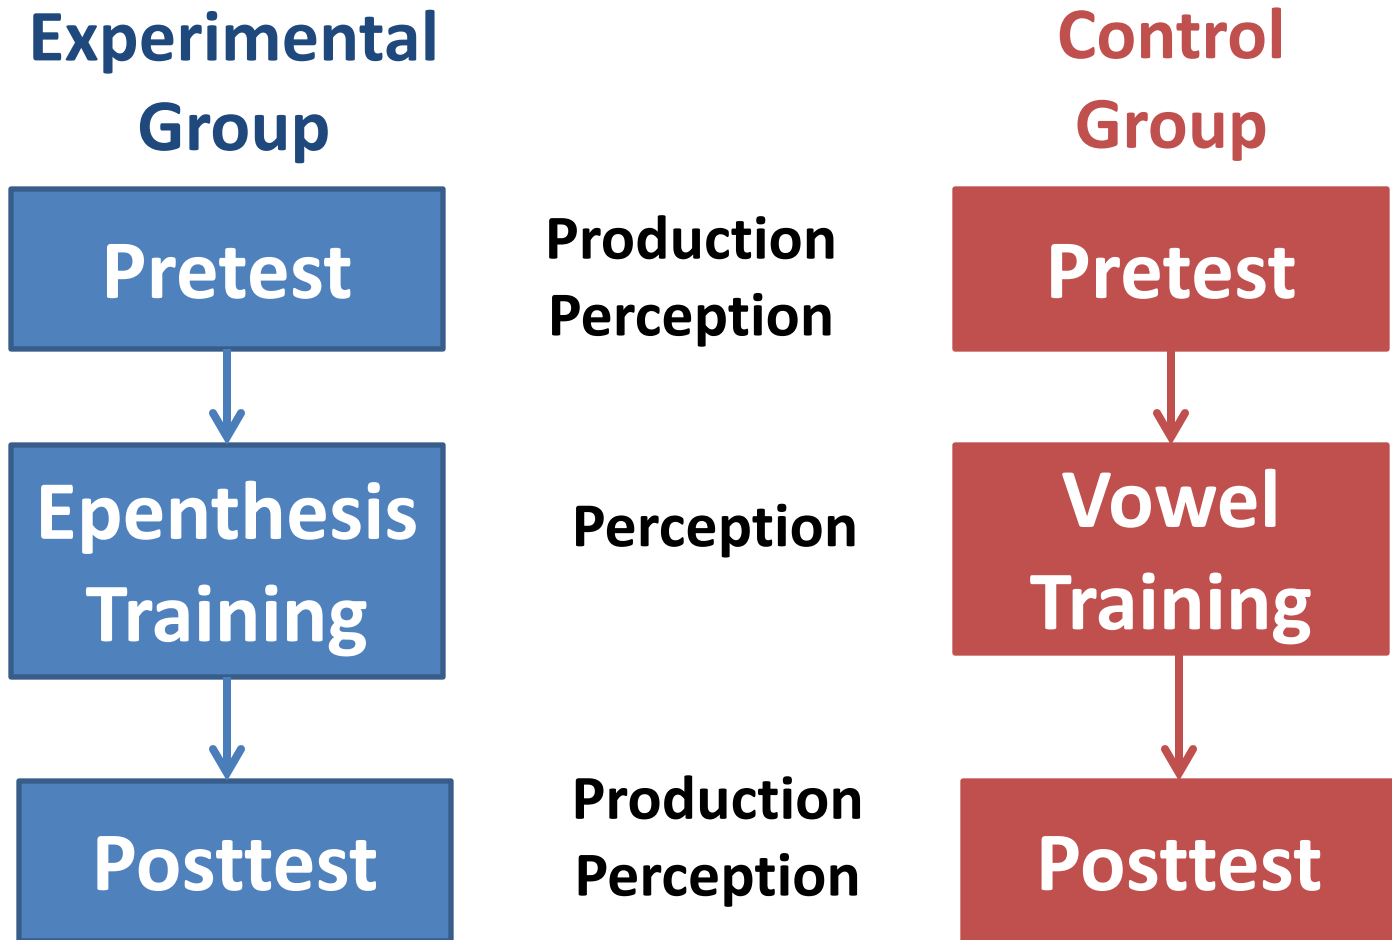 Experimental
Group
Control
Group
Pretest
Production
Perception
Pretest
Epenthesis
Training
Perception
Vowel
Training
Posttest
Production
Perception
Posttest